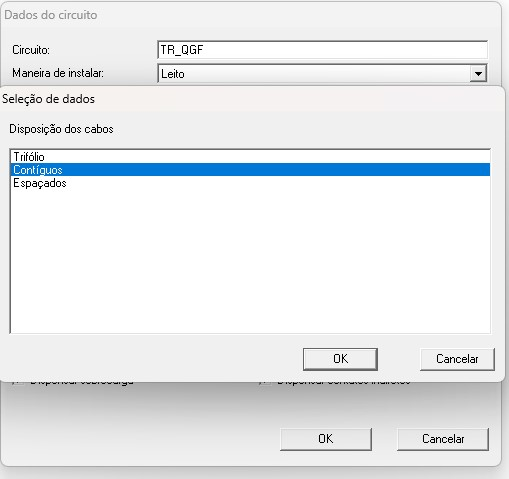 Dados do circuito
Circuito: TR_QGF
Maneira de instalar: Leito
Seleção de dados
Disposição dos cabos
Trifólio
Contíguos
Espaçados
OK Cancelar
OK Cancelar